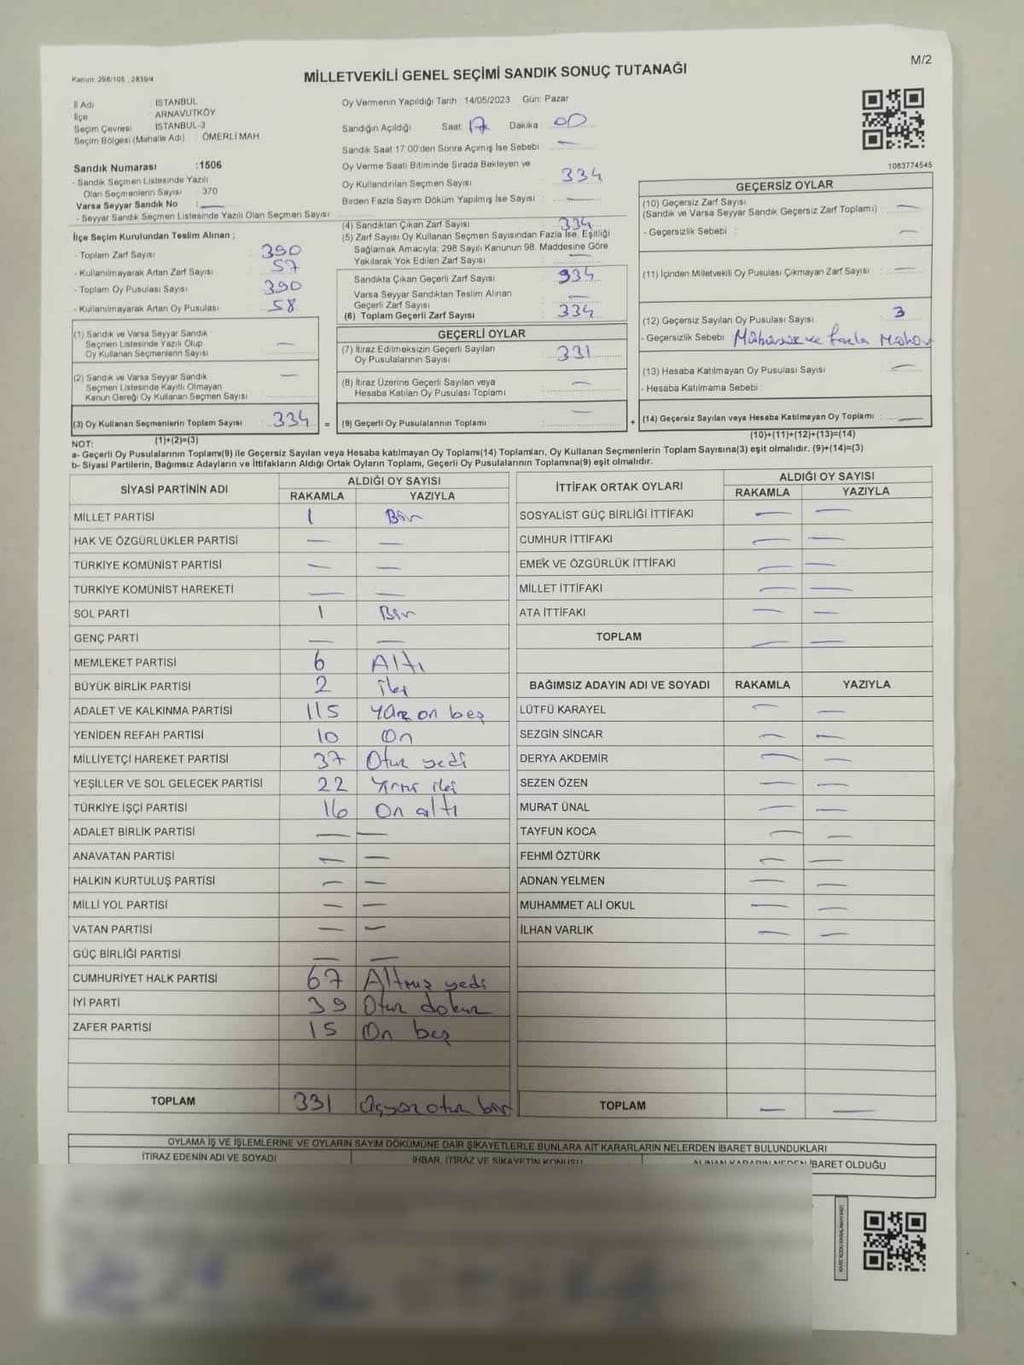 Kanun: 298/105 , 2839/4
MİLLETVEKİLİ GENEL SEÇİMİ SANDIK SONUÇ TUTANAĞI
M/2
İl Adı İSTANBUL
İlçe ARNAVUTKÖY
Seçim Çevresi İSTANBUL-3
Seçim Bölgesi (Mahalle Adı) ÖMERLİ MAH
Oy Vermenin Yapıldığı Tarih :14/05/2023 Gün: Pazar
Sandığın Açıldığı Saat: 17 Dakika : 00
Sandık Saat 17:00'den Sonra Açılmış İse Sebebi : —
Oy Verme Saati Bitiminde Sırada Bekleyen ve
Oy Kullandırılan Seçmen Sayısı 334
Birden Fazla Sayım Döküm Yapılmış İse Sayısı
1083774545
Sandık Numarası :1506
- Sandık Seçmen Listesinde Yazılı
Olan Seçmenlerin Sayısı 370
Varsa Seyyar Sandık No : —
- Seyyar Sandık Seçmen Listesinde Yazılı Olan Seçmen Sayısı :
İlçe Seçim Kurulundan Teslim Alınan ;
- Toplam Zarf Sayısı : 390
- Kullanılmayarak Artan Zarf Sayısı : 57
- Toplam Oy Pusulası Sayısı : 390
- Kullanılmayarak Artan Oy Pusulası : 58
(1) Sandık ve Varsa Seyyar Sandık
Seçmen Listesinde Yazılı Olup
Oy Kullanan Seçmenlerin Sayısı —
(2) Sandık ve Varsa Seyyar Sandık
Seçmen Listesinde Kayıtlı Olmayan
Kanun Gereği Oy Kullanan Seçmen Sayısı —
(3) Oy Kullanan Seçmenlerin Toplam Sayısı 334
(1)+(2)=(3)
(4) Sandıktan Çıkan Zarf Sayısı : 334
(5) Zarf Sayısı Oy Kullanan Seçmen Sayısından Fazla İse, Eşitliği
Sağlamak Amacıyla; 298 Sayılı Kanunun 98. Maddesine Göre
Yakılarak Yok Edilen Zarf Sayısı : —
Sandıkta Çıkan Geçerli Zarf Sayısı 334
Varsa Seyyar Sandıktan Teslim Alınan
Geçerli Zarf Sayısı —
(6) Toplam Geçerli Zarf Sayısı 334
GEÇERLİ OYLAR
(7) İtiraz Edilmeksizin Geçerli Sayılan
Oy Pusulalarının Sayısı 331
(8) İtiraz Üzerine Geçerli Sayılan veya
Hesaba Katılan Oy Pusulası Toplamı —
= (9) Geçerli Oy Pusulalarının Toplamı —
GEÇERSİZ OYLAR
(10) Geçersiz Zarf Sayısı
(Sandık ve Varsa Seyyar Sandık Geçersiz Zarf Toplamı) : —
- Geçersizlik Sebebi : —
(11) İçinden Milletvekili Oy Pusulası Çıkmayan Zarf Sayısı : —
(12) Geçersiz Sayılan Oy Pusulası Sayısı : 3
- Geçersizlik Sebebi : Mühürsüz ve fazla
(13) Hesaba Katılmayan Oy Pusulası Sayısı : —
- Hesaba Katılmama Sebebi :
+ (14) Geçersiz Sayılan veya Hesaba Katılmayan Oy Toplamı : —
(10)+(11)+(12)+(13)=(14)
NOT:
a- Geçerli Oy Pusulalarının Toplamı(9) ile Geçersiz Sayılan veya Hesaba katılmayan Oy Toplamı(14) Toplamları, Oy Kullanan Seçmenlerin Toplam Sayısına(3) eşit olmalıdır. (9)+(14)=(3)
b- Siyasi Partilerin, Bağımsız Adayların ve İttifakların Aldığı Ortak Oyların Toplamı, Geçerli Oy Pusulalarının Toplamına(9) eşit olmalıdır.
SİYASİ PARTİNİN ADI ALDIĞI OY SAYISI
RAKAMLA YAZIYLA
MİLLET PARTİSİ 1 Bir
HAK VE ÖZGÜRLÜKLER PARTİSİ — —
TÜRKİYE KOMÜNİST PARTİSİ — —
TÜRKİYE KOMÜNİST HAREKETİ — —
SOL PARTİ 1 Bir
GENÇ PARTİ — —
MEMLEKET PARTİSİ 6 Altı
BÜYÜK BİRLİK PARTİSİ 2 iki
ADALET VE KALKINMA PARTİSİ 115 Yüz on beş
YENİDEN REFAH PARTİSİ 10 On
MİLLİYETÇİ HAREKET PARTİSİ 37 Otuz yedi
YEŞİLLER VE SOL GELECEK PARTİSİ 22 Yirmi iki
TÜRKİYE İŞÇİ PARTİSİ 16 On altı
ADALET BİRLİK PARTİSİ — —
ANAVATAN PARTİSİ — —
HALKIN KURTULUŞ PARTİSİ — —
MİLLİ YOL PARTİSİ — —
VATAN PARTİSİ — —
GÜÇ BİRLİĞİ PARTİSİ — —
CUMHURİYET HALK PARTİSİ 67 Altmış yedi
İYİ PARTİ 39 Otuz dokuz
ZAFER PARTİSİ 15 On beş
TOPLAM 331 Üçyüz otuz bir
İTTİFAK ORTAK OYLARI ALDIĞI OY SAYISI
RAKAMLA YAZIYLA
SOSYALİST GÜÇ BİRLİĞİ İTTİFAKI — —
CUMHUR İTTİFAKI — —
EMEK VE ÖZGÜRLÜK İTTİFAKI — —
MİLLET İTTİFAKI — —
ATA İTTİFAKI — —
TOPLAM — —
BAĞIMSIZ ADAYIN ADI VE SOYADI RAKAMLA YAZIYLA
LÜTFÜ KARAYEL — —
SEZGİN SİNCAR — —
DERYA AKDEMİR — —
SEZEN ÖZEN — —
MURAT ÜNAL — —
TAYFUN KOCA — —
FEHMİ ÖZTÜRK — —
ADNAN YELMEN — —
MUHAMMET ALİ OKUL — —
İLHAN VARLIK — —
TOPLAM — —
OYLAMA İŞ VE İŞLEMLERİNE VE OYLARIN SAYIM DÖKÜMÜNE DAİR ŞİKAYETLERLE BUNLARA AİT KARARLARIN NELERDEN İBARET BULUNDUKLARI
İTİRAZ EDENİN ADI VE SOYADI İHBAR, İTİRAZ VE ŞİKAYETİN KONUSU ALINAN KARARIN NEDEN İBARET OLDUĞU